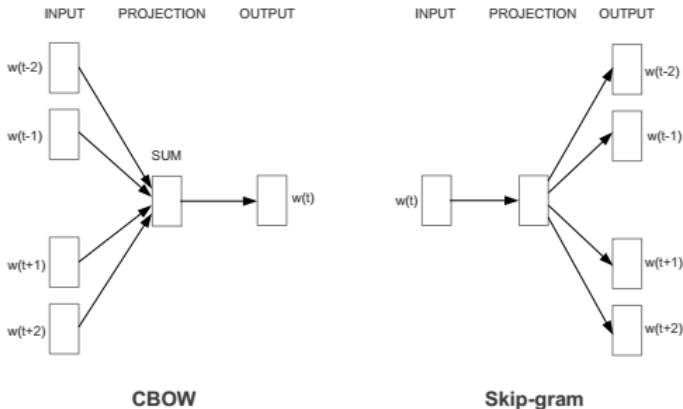 INPUT PROJECTION OUTPUT
w(t-2)
w(t-1)
SUM
w(t)
w(t+1)
w(t+2)
CBOW
INPUT PROJECTION OUTPUT
w(t-2)
w(t-1)
w(t)
w(t+1)
w(t+2)
Skip-gram